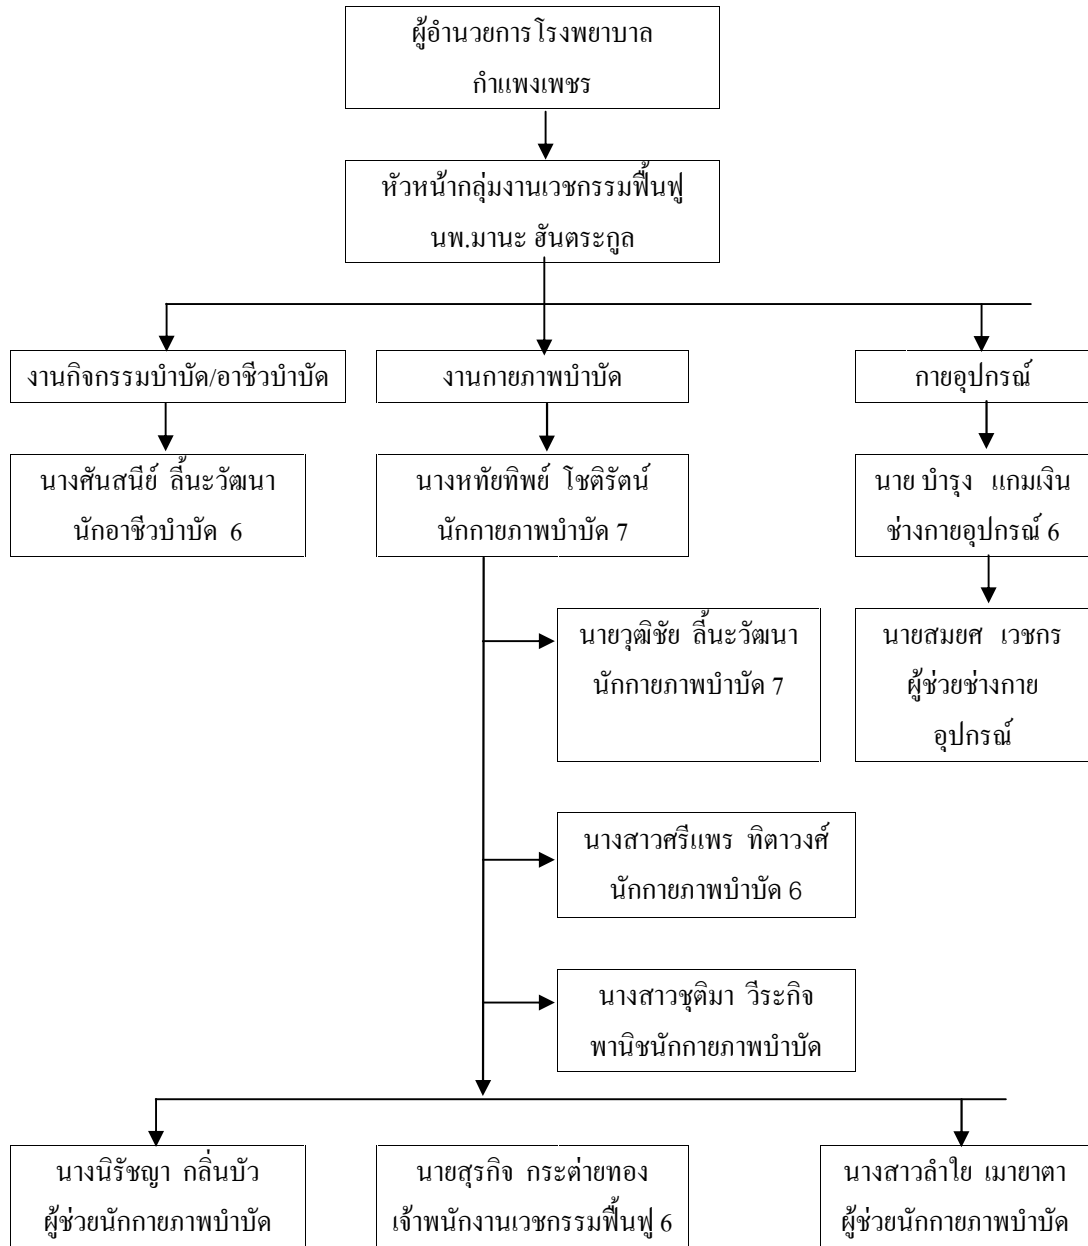 ผู้อำนวยการโรงพยาบาล
กำแพงเพชร
หัวหน้ากลุ่มงานเวชกรรมฟื้นฟู
นพ.มานะ ฮันตระกูล
งานกิจกรรมบำบัด/อาชีวบำบัด
งานกายภาพบำบัด
กายอุปกรณ์
นางศันสนีย์ ลี้นะวัฒนา
นักอาชีวบำบัด 6
นางหทัยทิพย์ โชติรัตน์
นักกายภาพบำบัด 7
นาย บำรุง แกมเงิน
ช่างกายอุปกรณ์ 6
นายวุฒิชัย ลี้นะวัฒนา
นักกายภาพบำบัด 7
นายสมยศ เวชกร
ผู้ช่วยช่างกาย
อุปกรณ์
นางสาวศรีแพร ทิตาวงศ์
นักกายภาพบำบัด 6
นางสาวชุติมา วีระกิจ
พานิชนักกายภาพบำบัด
นางนิรัชญา กลิ่นบัว
ผู้ช่วยนักกายภาพบำบัด
นายสุรกิจ กระต่ายทอง
เจ้าพนักงานเวชกรรมฟื้นฟู 6
นางสาวลำใย เมายาตา
ผู้ช่วยนักกายภาพบำบัด